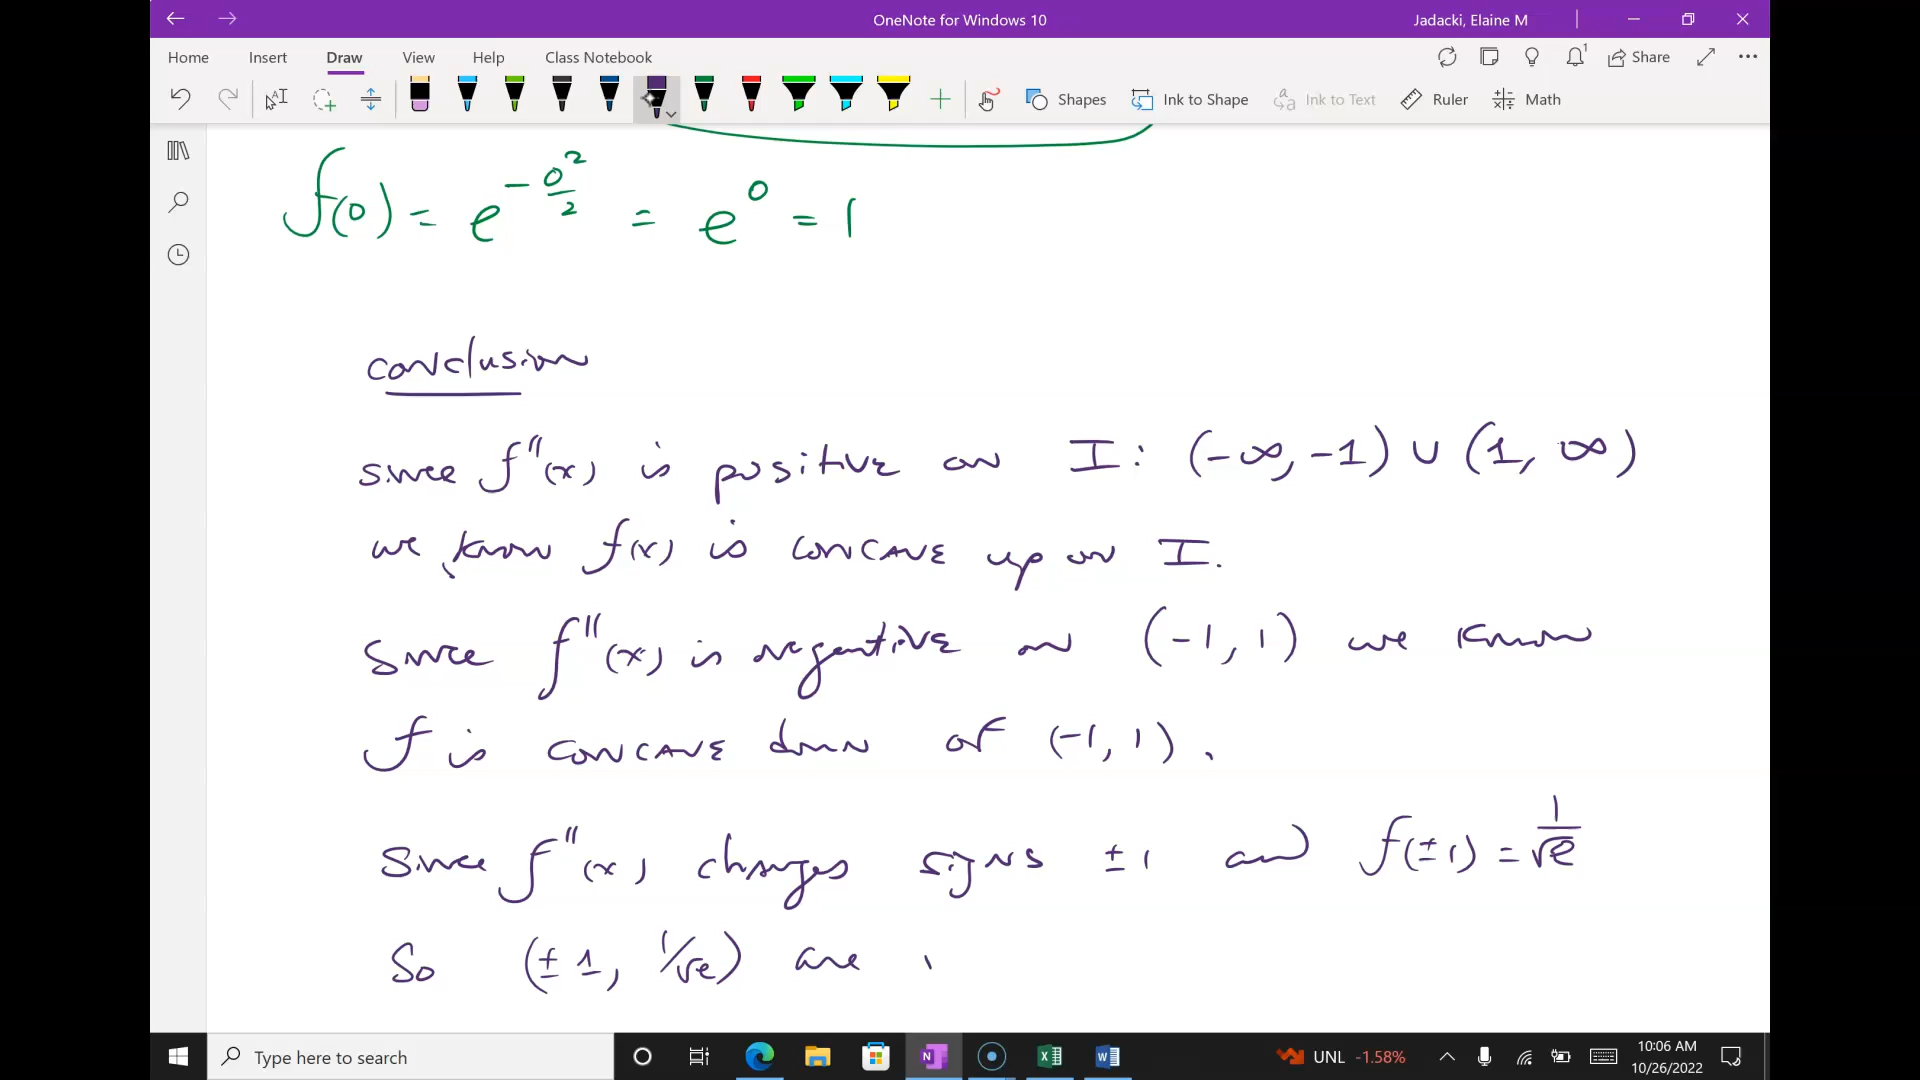 OneNote for Windows 10
Jadacki, Elaine M
Home Insert Draw View Help Class Notebook
1
Share
Shapes Ink to Shape Ink to Text Ruler Math
f(0) = e^{-0²/2} = e⁰ = 1
conclusion
since f''(x) is positive on I: (-∞, -1) ∪ (1, ∞)
we know f(x) is concave up on I.
Since f''(x) is negative on (-1, 1) we know
f is concave down of (-1, 1).
Since f''(x) changes signs ±1 and f(±1) = 1/√e
So (±1, 1/√e) are
Type here to search
UNL -1.58%
10:06 AM
10/26/2022